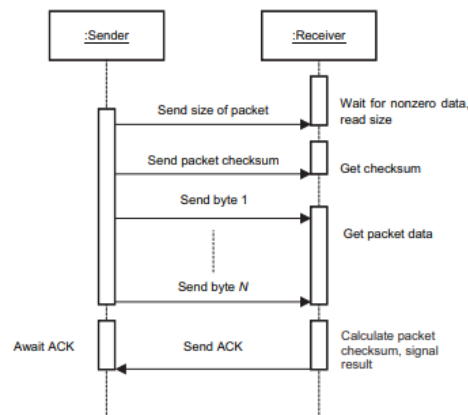 :Sender
:Receiver
Send size of packet
Wait for nonzero data,
read size
Send packet checksum
Get checksum
Send byte 1
Get packet data
Send byte N
Await ACK
Send ACK
Calculate packet
checksum, signal
result